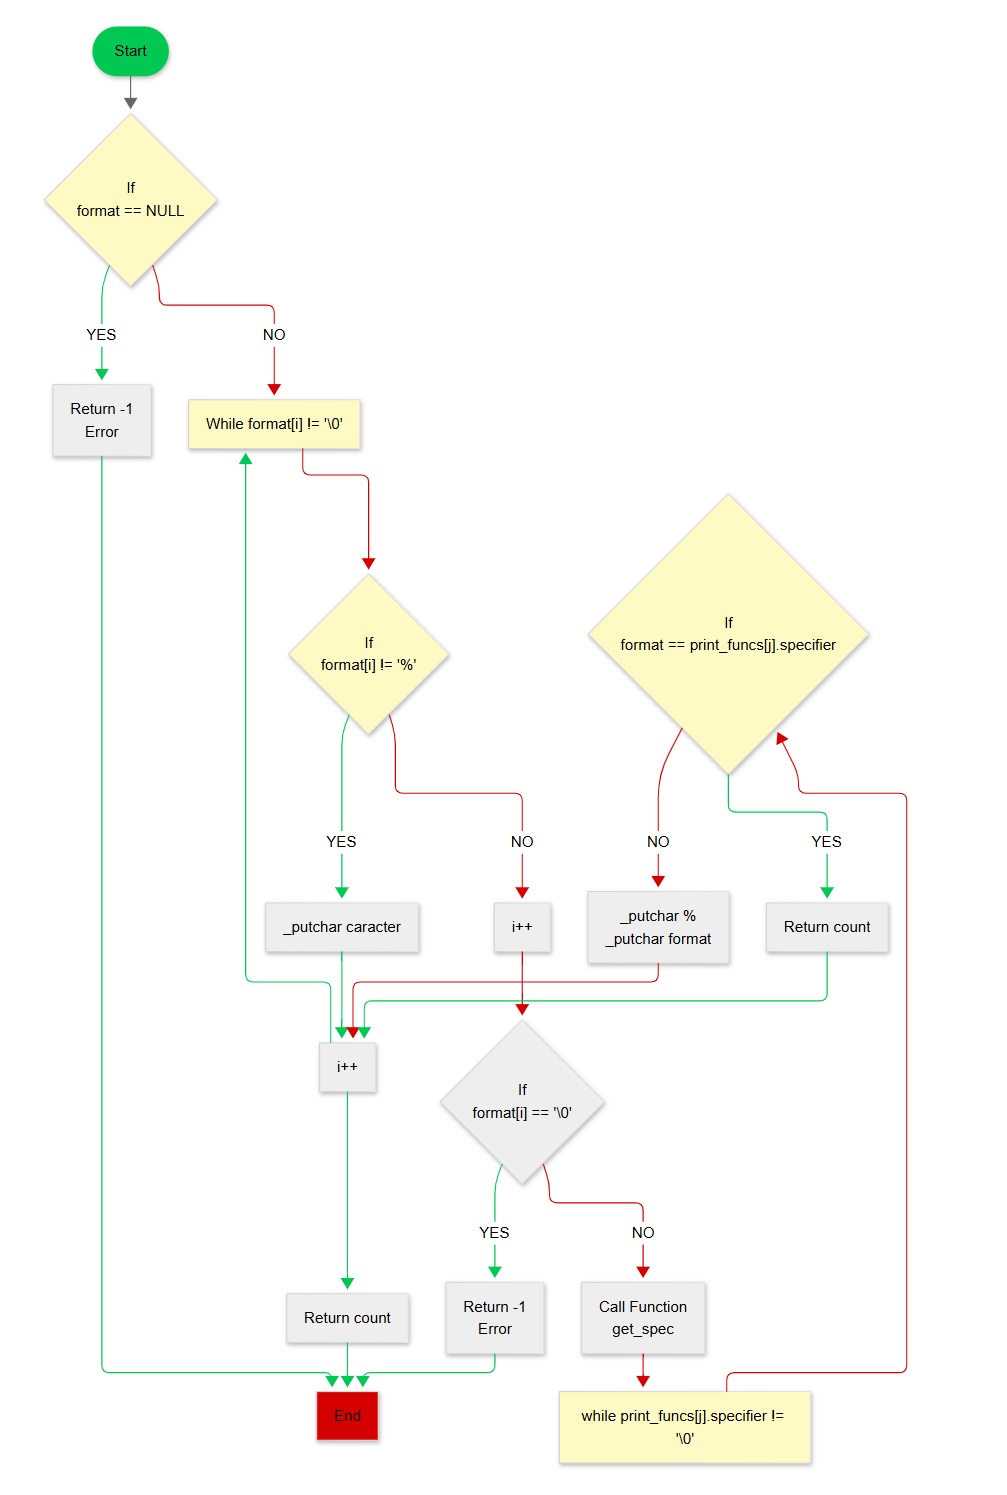 Start
If
format == NULL
YES
NO
Return -1
Error
While format[i] != '\0'
If
format[i] != '%'
If
format == print_funcs[j].specifier
YES
NO
NO
YES
_putchar caracter
i++
_putchar %
_putchar format
Return count
i++
If
format[i] == '\0'
YES
NO
Return count
Return -1
Error
Call Function
get_spec
End
while print_funcs[j].specifier !=
'\0'